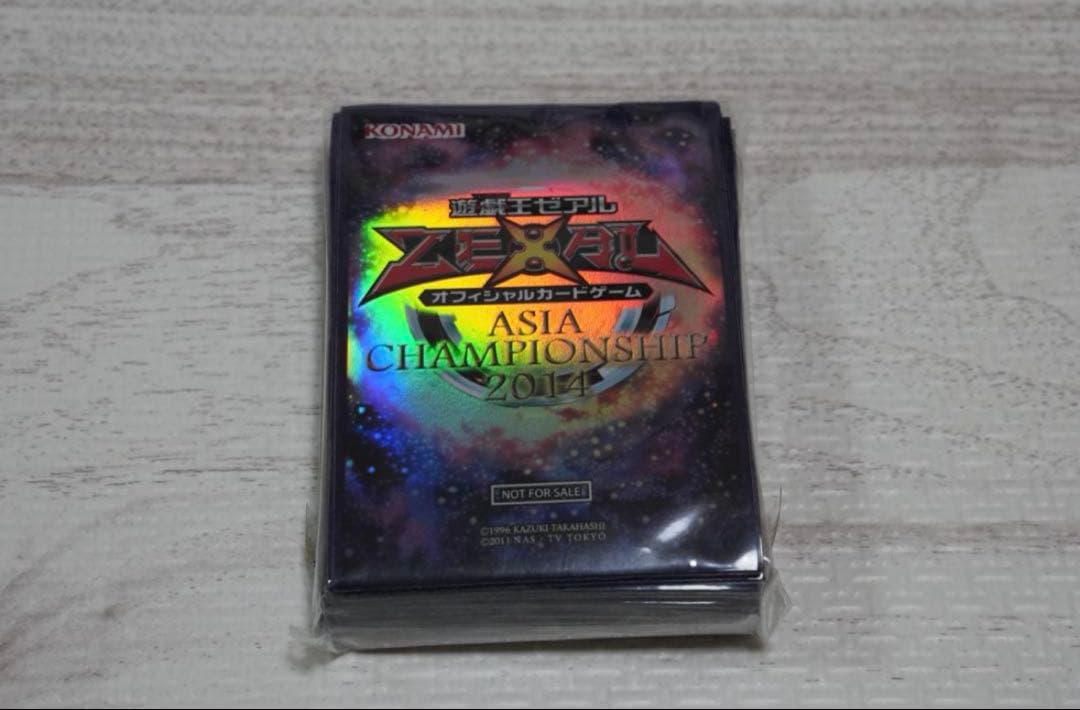 KONAMI
遊戯王ゼアル
ZEXAL
オフィシャルカードゲーム
ASIA
CHAMPIONSHIP
2014
NOT FOR SALE
©1996 KAZUKI TAKAHASHI
©2011 NAS・TV TOKYO